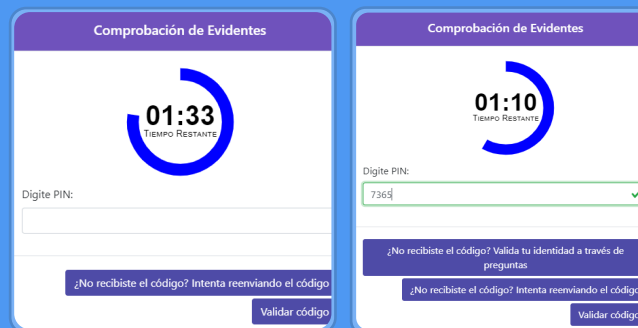 Comprobación de Evidentes
01:33
TIEMPO RESTANTE
Digite PIN:
¿No recibiste el código? Intenta reenviando el código
Validar código
Comprobación de Evidentes
01:10
TIEMPO RESTANTE
Digite PIN:
7365
¿No recibiste el código? Valida tu identidad a través de
preguntas
¿No recibiste el código? Intenta reenviando el código
Validar código